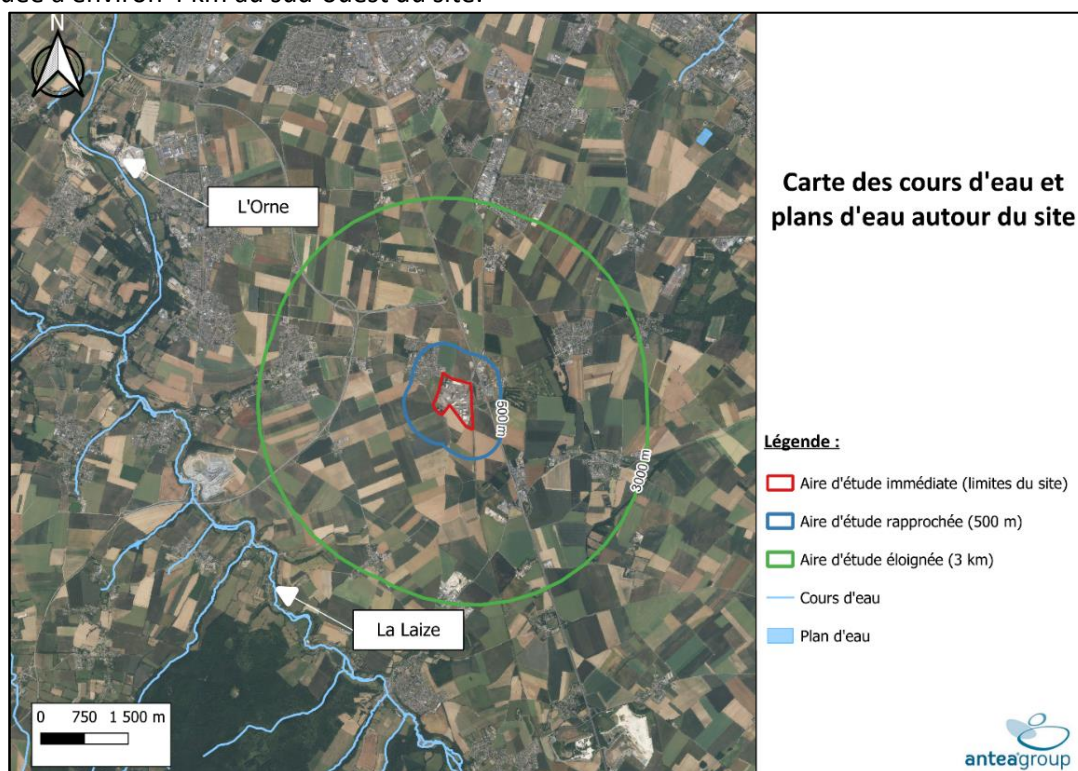 N
L'Orne
500 m
3000 m
La Laize
0 750 1 500 m
Carte des cours d'eau et
plans d'eau autour du site
Légende :
Aire d'étude immédiate (limites du site)
Aire d'étude rapprochée (500 m)
Aire d'étude éloignée (3 km)
Cours d'eau
Plan d'eau
anteagroup